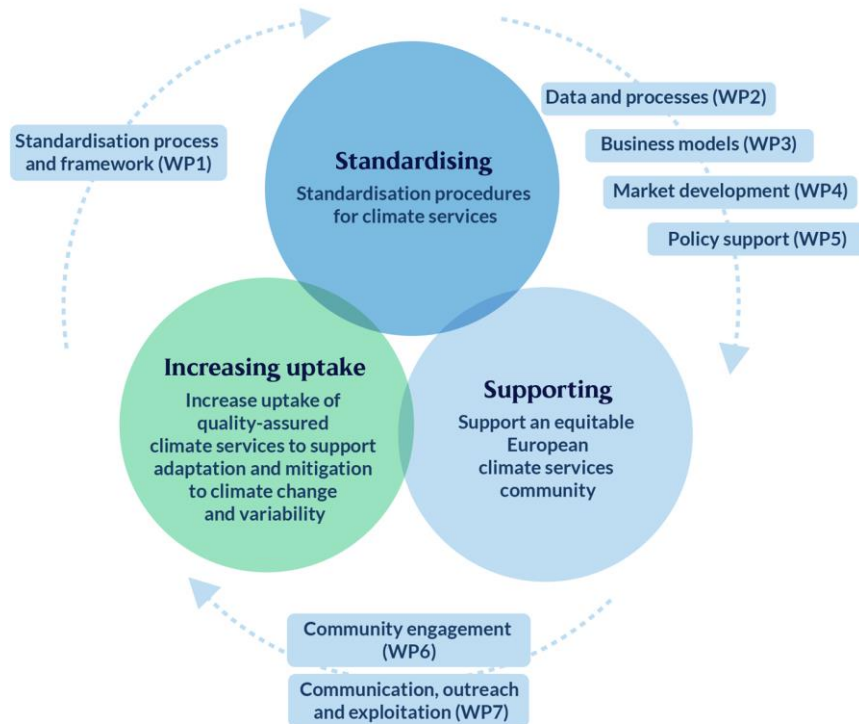 Standardisation process
and framework (WP1)
Standardising
Standardisation procedures
for climate services
Data and processes (WP2)
Business models (WP3)
Market development (WP4)
Policy support (WP5)
Increasing uptake
Increase uptake of
quality-assured
climate services to support
adaptation and mitigation
to climate change
and variability
Supporting
Support an equitable
European
climate services
community
Community engagement
(WP6)
Communication, outreach
and exploitation (WP7)